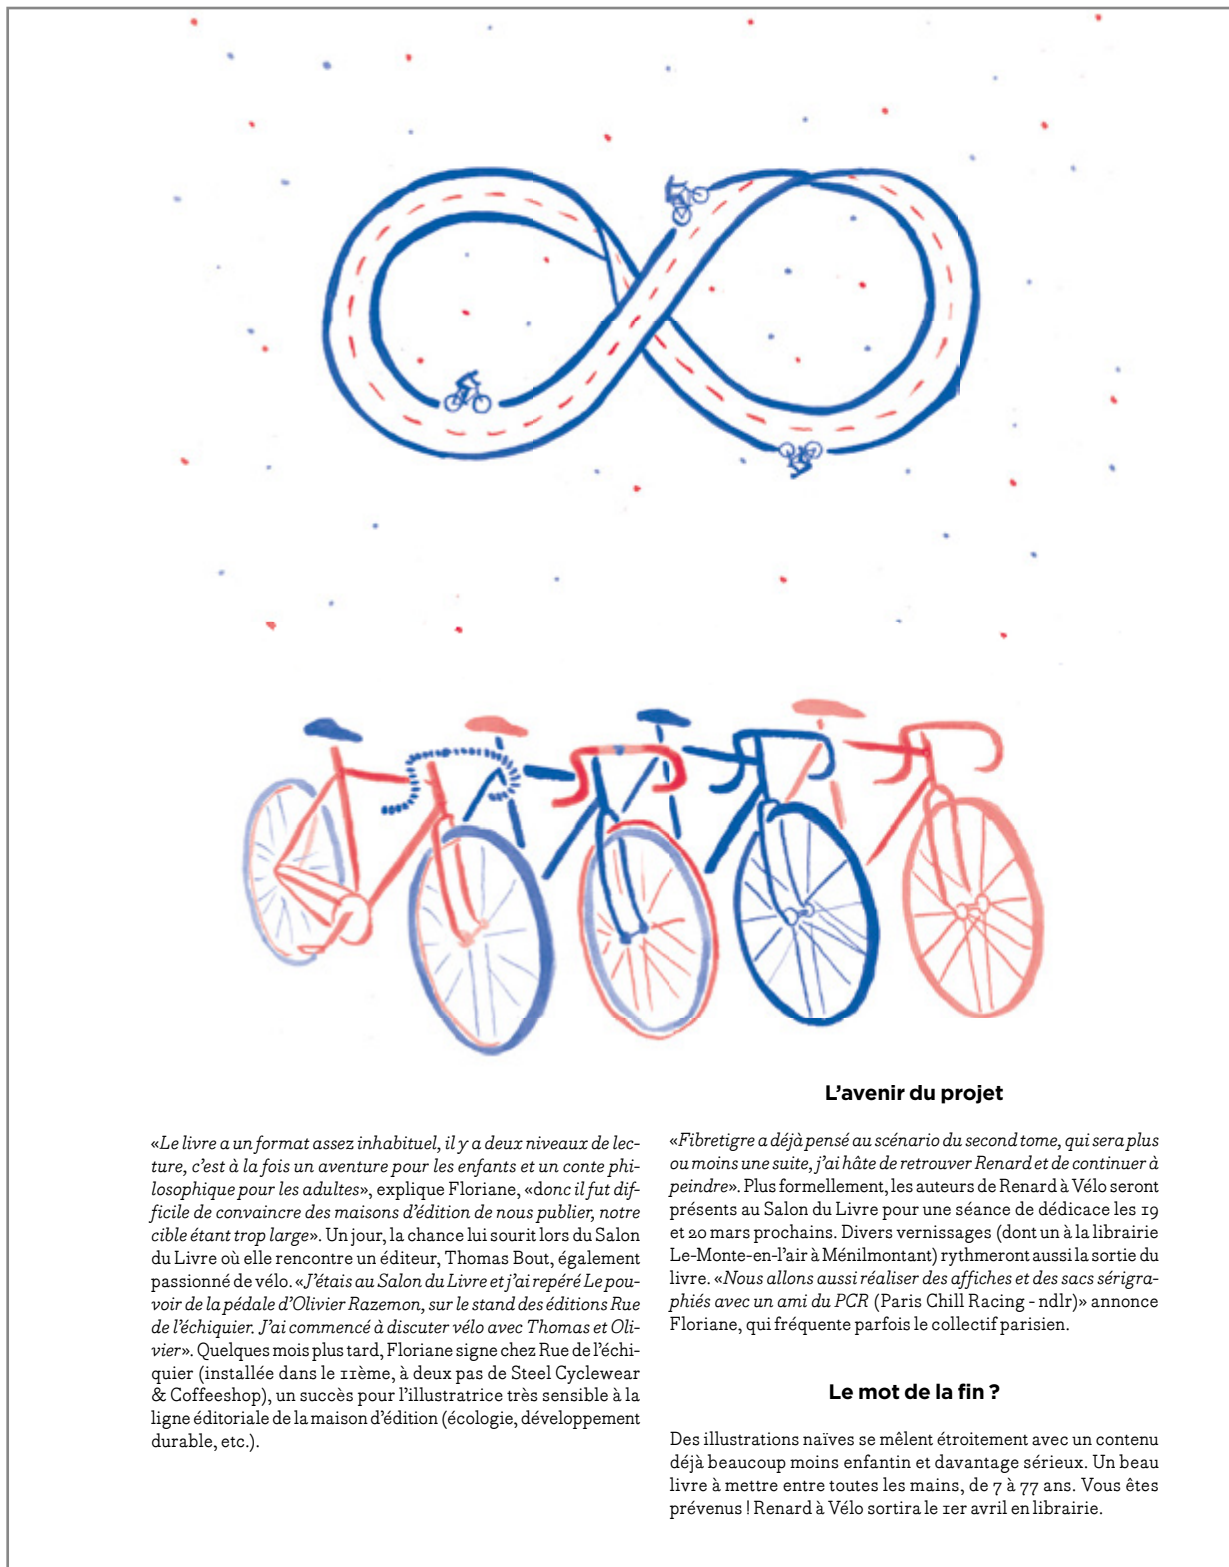 «Le livre a un format assez inhabituel, il y a deux niveaux de lec-
ture, c'est à la fois un aventure pour les enfants et un conte phi-
losophique pour les adultes», explique Floriane, «donc il fut dif-
ficile de convaincre des maisons d'édition de nous publier, notre
cible étant trop large». Un jour, la chance lui sourit lors du Salon
du Livre où elle rencontre un éditeur, Thomas Bout, également
passionné de vélo. «J'étais au Salon du Livre et j'ai repéré Le pou-
voir de la pédale d'Olivier Razemon, sur le stand des éditions Rue
de l'échiquier. J'ai commencé à discuter vélo avec Thomas et Oli-
vier». Quelques mois plus tard, Floriane signe chez Rue de l'échi-
quier (installée dans le 11ème, à deux pas de Steel Cyclewear
& Coffeeshop), un succès pour l'illustratrice très sensible à la
ligne éditoriale de la maison d'édition (écologie, développement
durable, etc.).
L'avenir du projet
«Fibretigre a déjà pensé au scénario du second tome, qui sera plus
ou moins une suite, j'ai hâte de retrouver Renard et de continuer à
peindre». Plus formellement, les auteurs de Renard à Vélo seront
présents au Salon du Livre pour une séance de dédicace les 19
et 20 mars prochains. Divers vernissages (dont un à la librairie
Le-Monte-en-l'air à Ménilmontant) rythmeront aussi la sortie du
livre. «Nous allons aussi réaliser des affiches et des sacs sérigra-
phiés avec un ami du PCR (Paris Chill Racing - ndlr)» annonce
Floriane, qui fréquente parfois le collectif parisien.
Le mot de la fin ?
Des illustrations naïves se mêlent étroitement avec un contenu
déjà beaucoup moins enfantin et davantage sérieux. Un beau
livre à mettre entre toutes les mains, de 7 à 77 ans. Vous êtes
prévenus ! Renard à Vélo sortira le 1er avril en librairie.